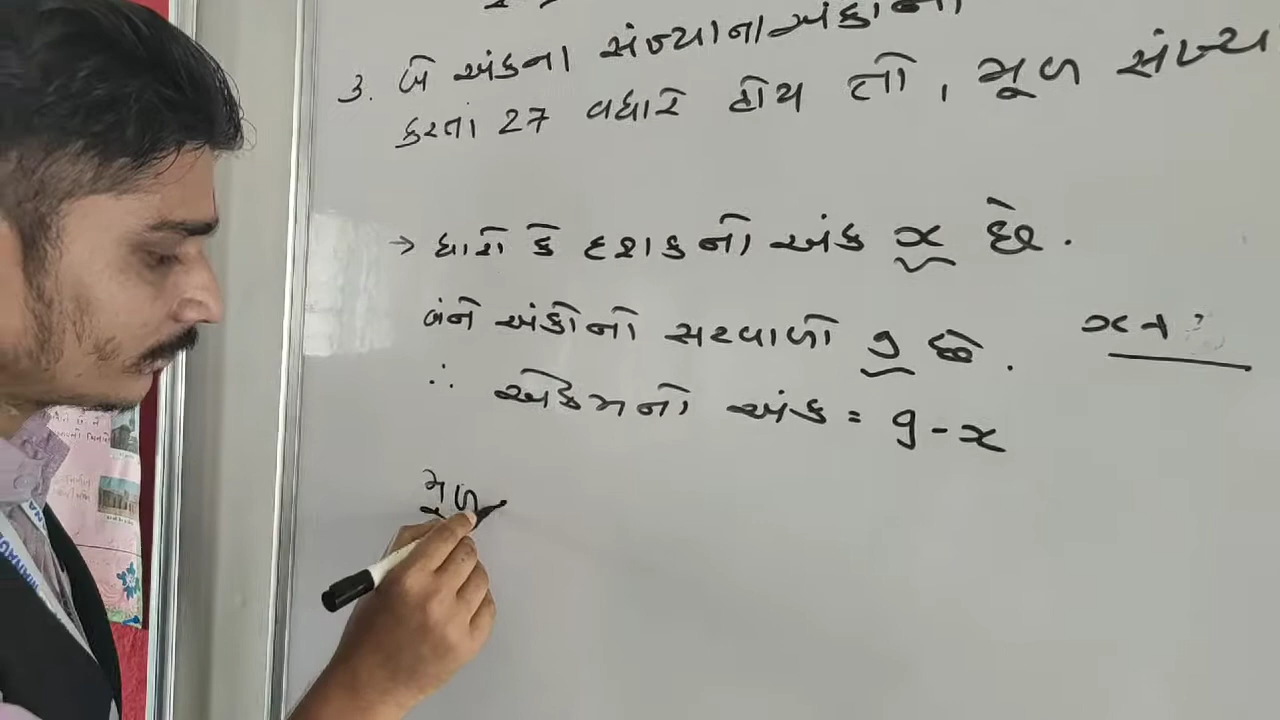 3. બે અંકના સંખ્યાના અંકોનો
કરતાં 27 વધારે હોય તો, મૂળ સંખ્ય
→ ધારો કે દશકનો અંક x છે.
બંને અંકોનો સરવાળો 9 છે. x +
∴ એકમનો અંક = 9 - x
મૂળ